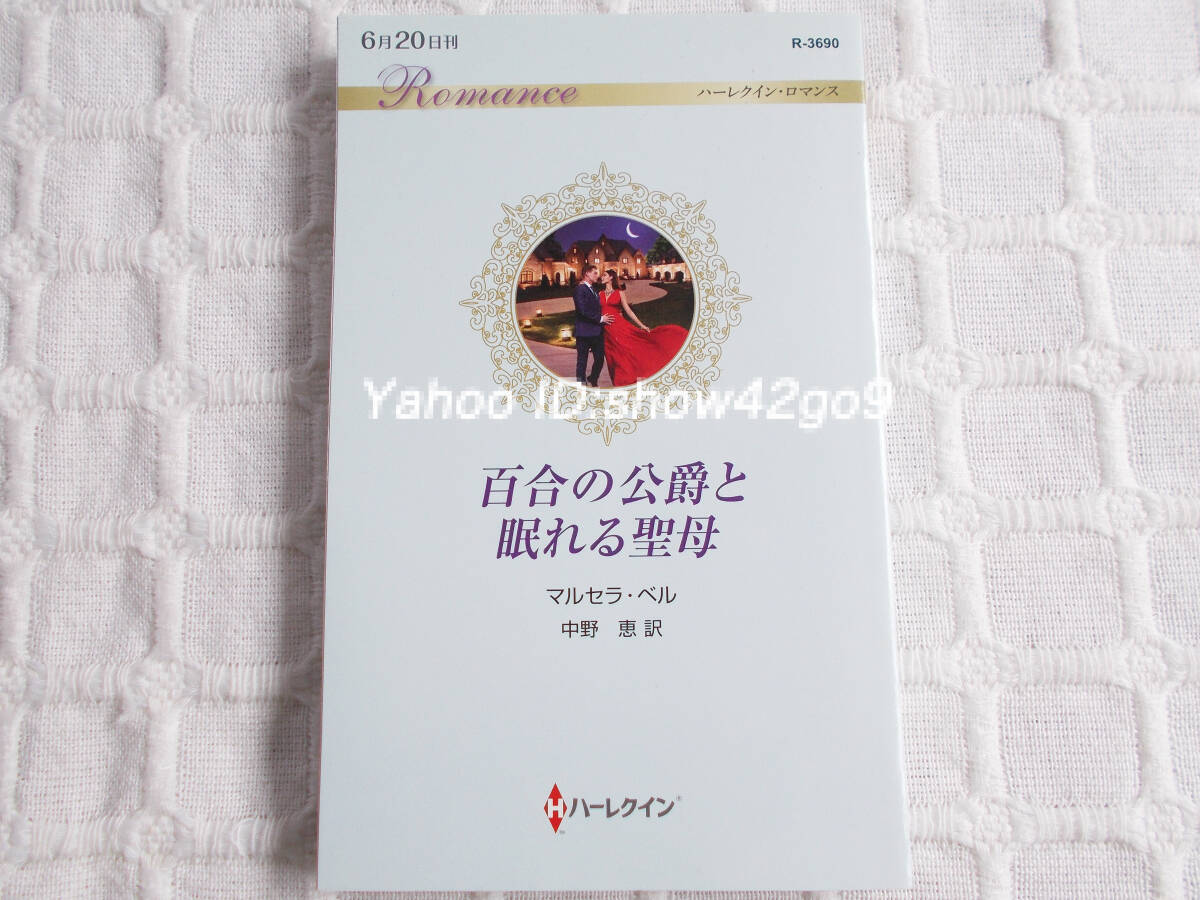 6月20日刊
R-3690
Romance
ハーレクイン・ロマンス
Yahoo ID:show42go9
百合の公爵と
眠れる聖母
マルセラ・ベル
中野 恵 訳
H ハーレクイン®
™